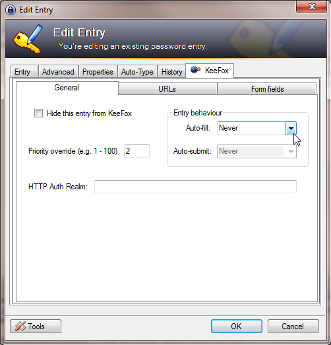 Edit Entry
Edit Entry
You're editing an existing password entry.
Entry Advanced Properties Auto-Type History KeeFox
General URLs Form fields
Hide this entry from KeeFox
Entry behaviour
Auto-fill: Never
Priority override (e.g. 1 - 100) 2
Auto-submit: Never
HTTP Auth Realm:
Tools OK Cancel